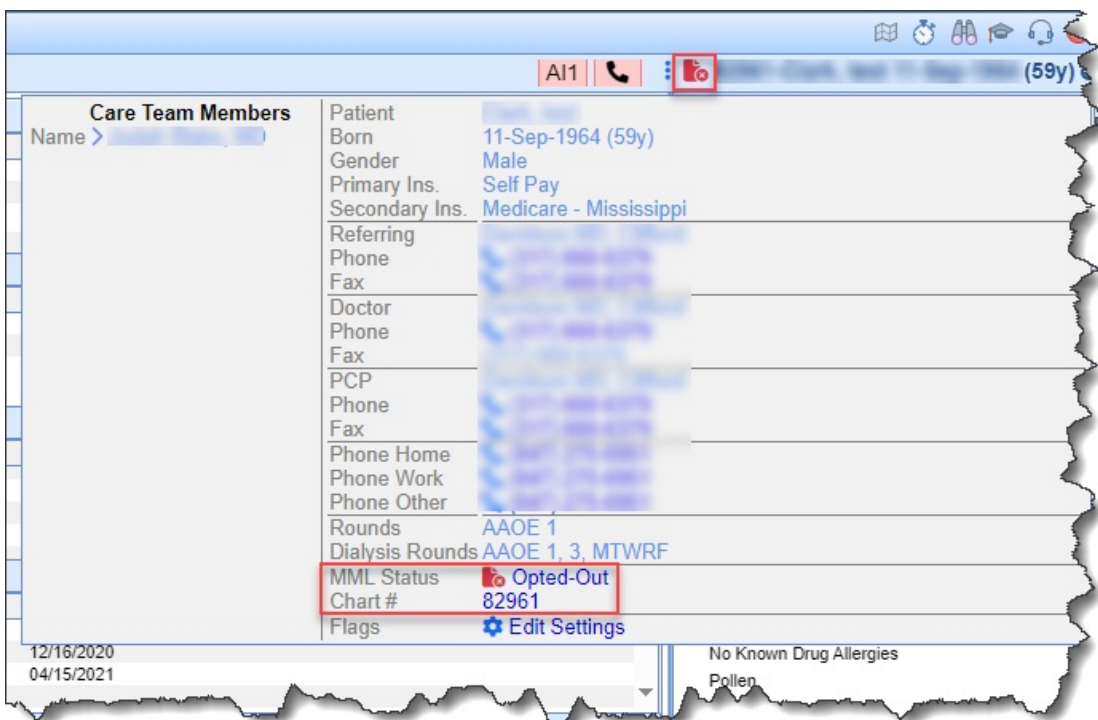 AI1
(59y)
Care Team Members
Name
Patient
Born 11-Sep-1964 (59y)
Gender Male
Primary Ins. Self Pay
Secondary Ins. Medicare - Mississippi
Referring
Phone
Fax
Doctor
Phone
Fax
PCP
Phone
Fax
Phone Home
Phone Work
Phone Other
Rounds AAOE 1
Dialysis Rounds AAOE 1, 3, MTWRF
MML Status Opted-Out
Chart # 82961
Flags Edit Settings
12/16/2020 No Known Drug Allergies
04/15/2021 Pollen